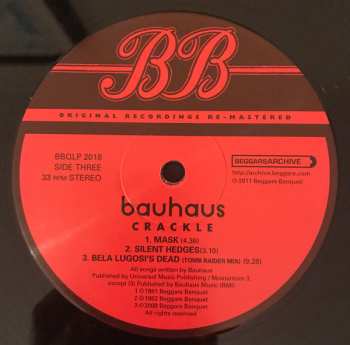 BB
ORIGINAL RECORDINGS RE-MASTERED
BBQLP 2018
SIDE THREE
33 RPM STEREO
BEGGARSARCHIVE
http://archive.beggars.com
℗2011 Beggars Banquet
bauhaus
CRACKLE
1. MASK (4.36)
2. SILENT HEDGES(3.10)
3. BELA LUGOSI'S DEAD (TOMB RAIDER MIX) (9.28)
All songs written by Bauhaus
Published by Universal Music Publishing / Momentum 3
except (3) Published by Bauhaus Music (BMI)
1 ℗1981 Beggars Banquet
2 ℗1982 Beggars Banquet
3 ℗2000 Beggars Banquet
All rights reserved